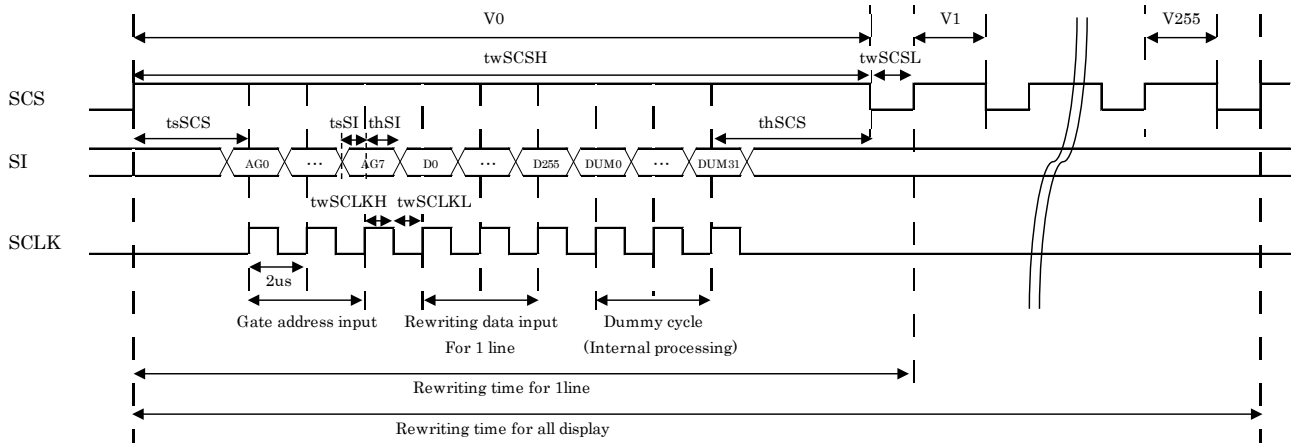 V0 V1 V255
twSCSH twSCSL
SCS
tsSCS tsSI thSI thSCS
SI AG0 ... AG7 D0 ... D255 DUM0 ... DUM31
twSCLKH twSCLKL
SCLK
2us
Gate address input Rewriting data input Dummy cycle
For 1 line (Internal processing)
Rewriting time for 1line
Rewriting time for all display